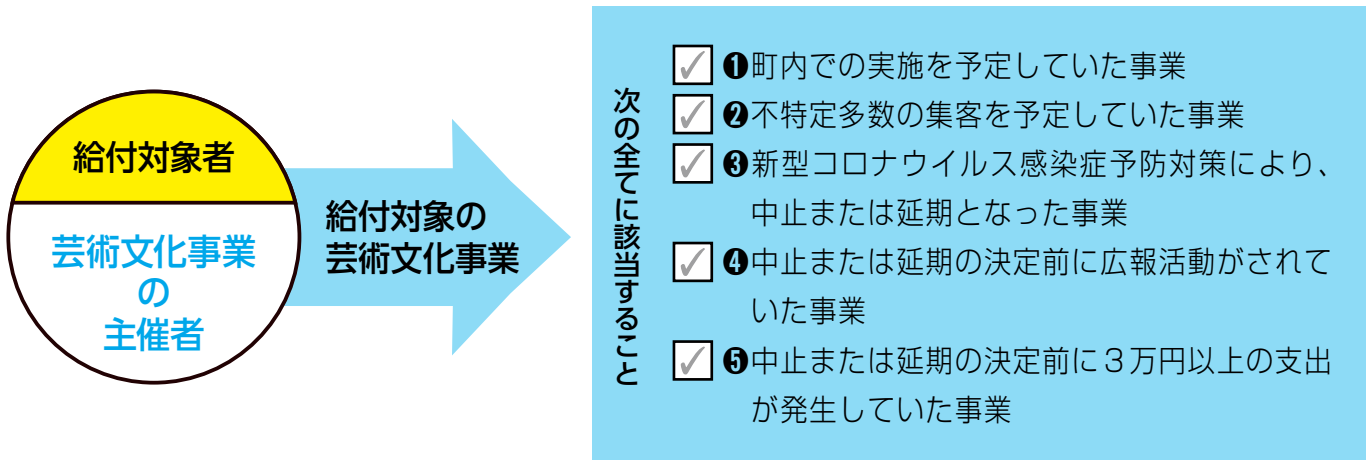 給付対象者
芸術文化事業
の
主催者
給付対象の
芸術文化事業
次の全てに該当すること
❶町内での実施を予定していた事業
❷不特定多数の集客を予定していた事業
❸新型コロナウイルス感染症予防対策により、
中止または延期となった事業
❹中止または延期の決定前に広報活動がされて
いた事業
❺中止または延期の決定前に３万円以上の支出
が発生していた事業